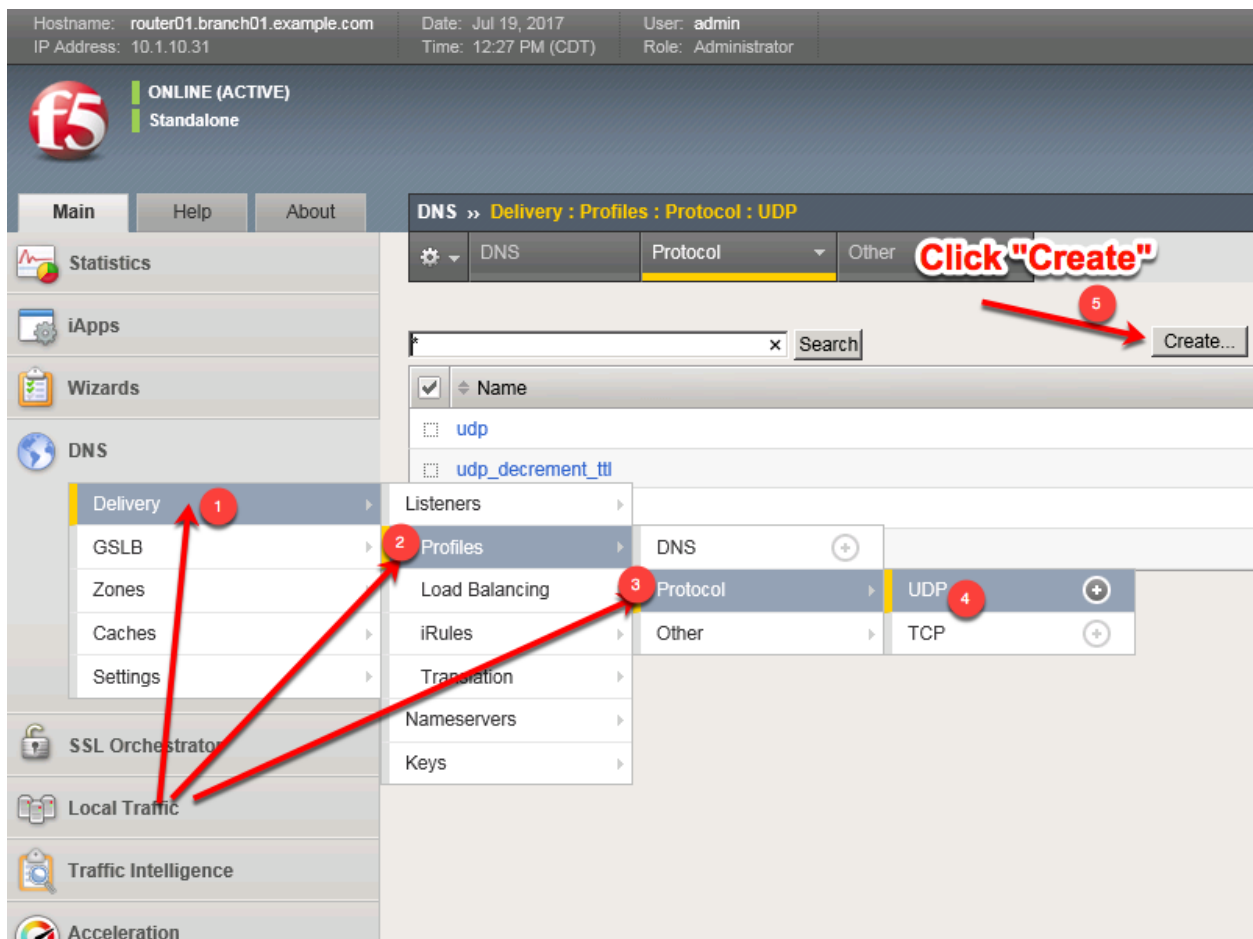 Hostname: router01.branch01.example.com Date: Jul 19, 2017 User: admin
IP Address: 10.1.10.31 Time: 12:27 PM (CDT) Role: Administrator
f5
ONLINE (ACTIVE)
Standalone
Main Help About
DNS ›› Delivery : Profiles : Protocol : UDP
DNS Protocol Other
Click "Create"
5
* × Search Create...
Name
udp
udp_decrement_ttl
Statistics
iApps
Wizards
DNS
Delivery 1
GSLB
Zones
Caches
Settings
Listeners
2 Profiles
Load Balancing
iRules
Translation
Nameservers
Keys
DNS
3 Protocol
Other
UDP 4
TCP
SSL Orchestrator
Local Traffic
Traffic Intelligence
Acceleration